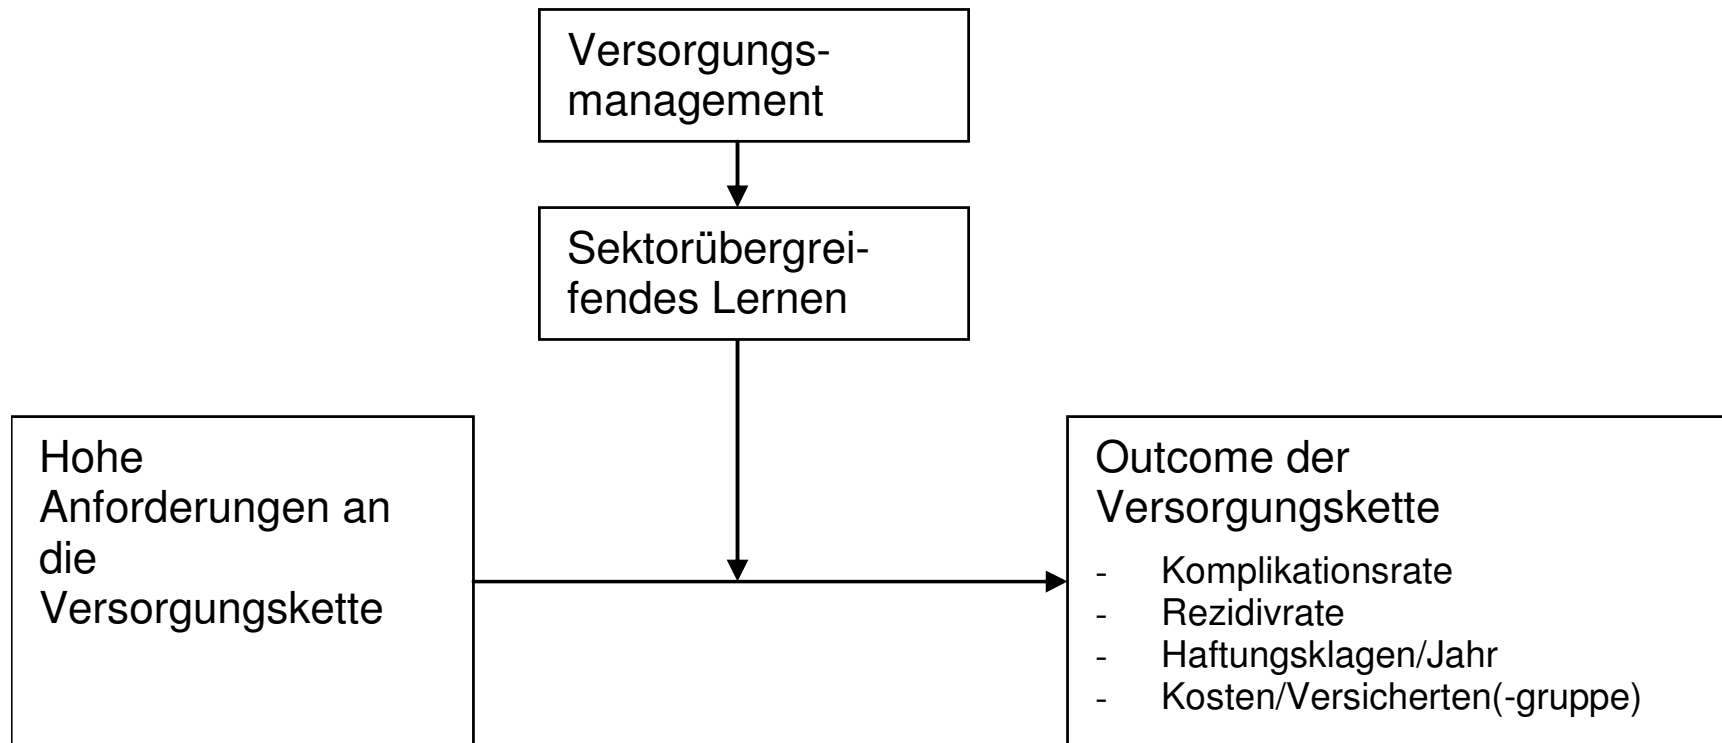 Versorgungs-
management
Sektorübergrei-
fendes Lernen
Hohe
Anforderungen an
die
Versorgungskette
Outcome der
Versorgungskette
- Komplikationsrate
- Rezidivrate
- Haftungsklagen/Jahr
- Kosten/Versicherten(-gruppe)